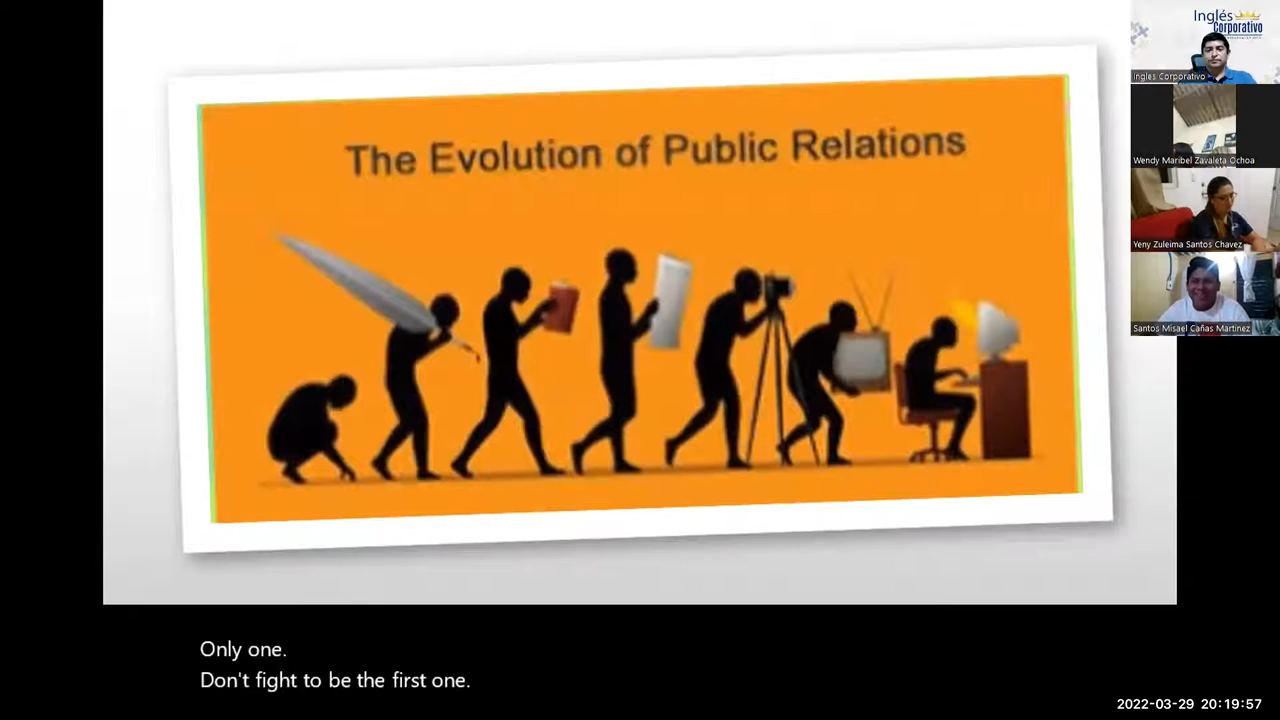 The Evolution of Public Relations
Inglés
Corporativo
Ingles Corporativo
Wendy Maribel Zavaleta Ochoa
Yeny Zuleima Santos Chavez
Santos Misael Cañas Martinez
Only one.
Don't fight to be the first one.
2022-03-29 20:19:57